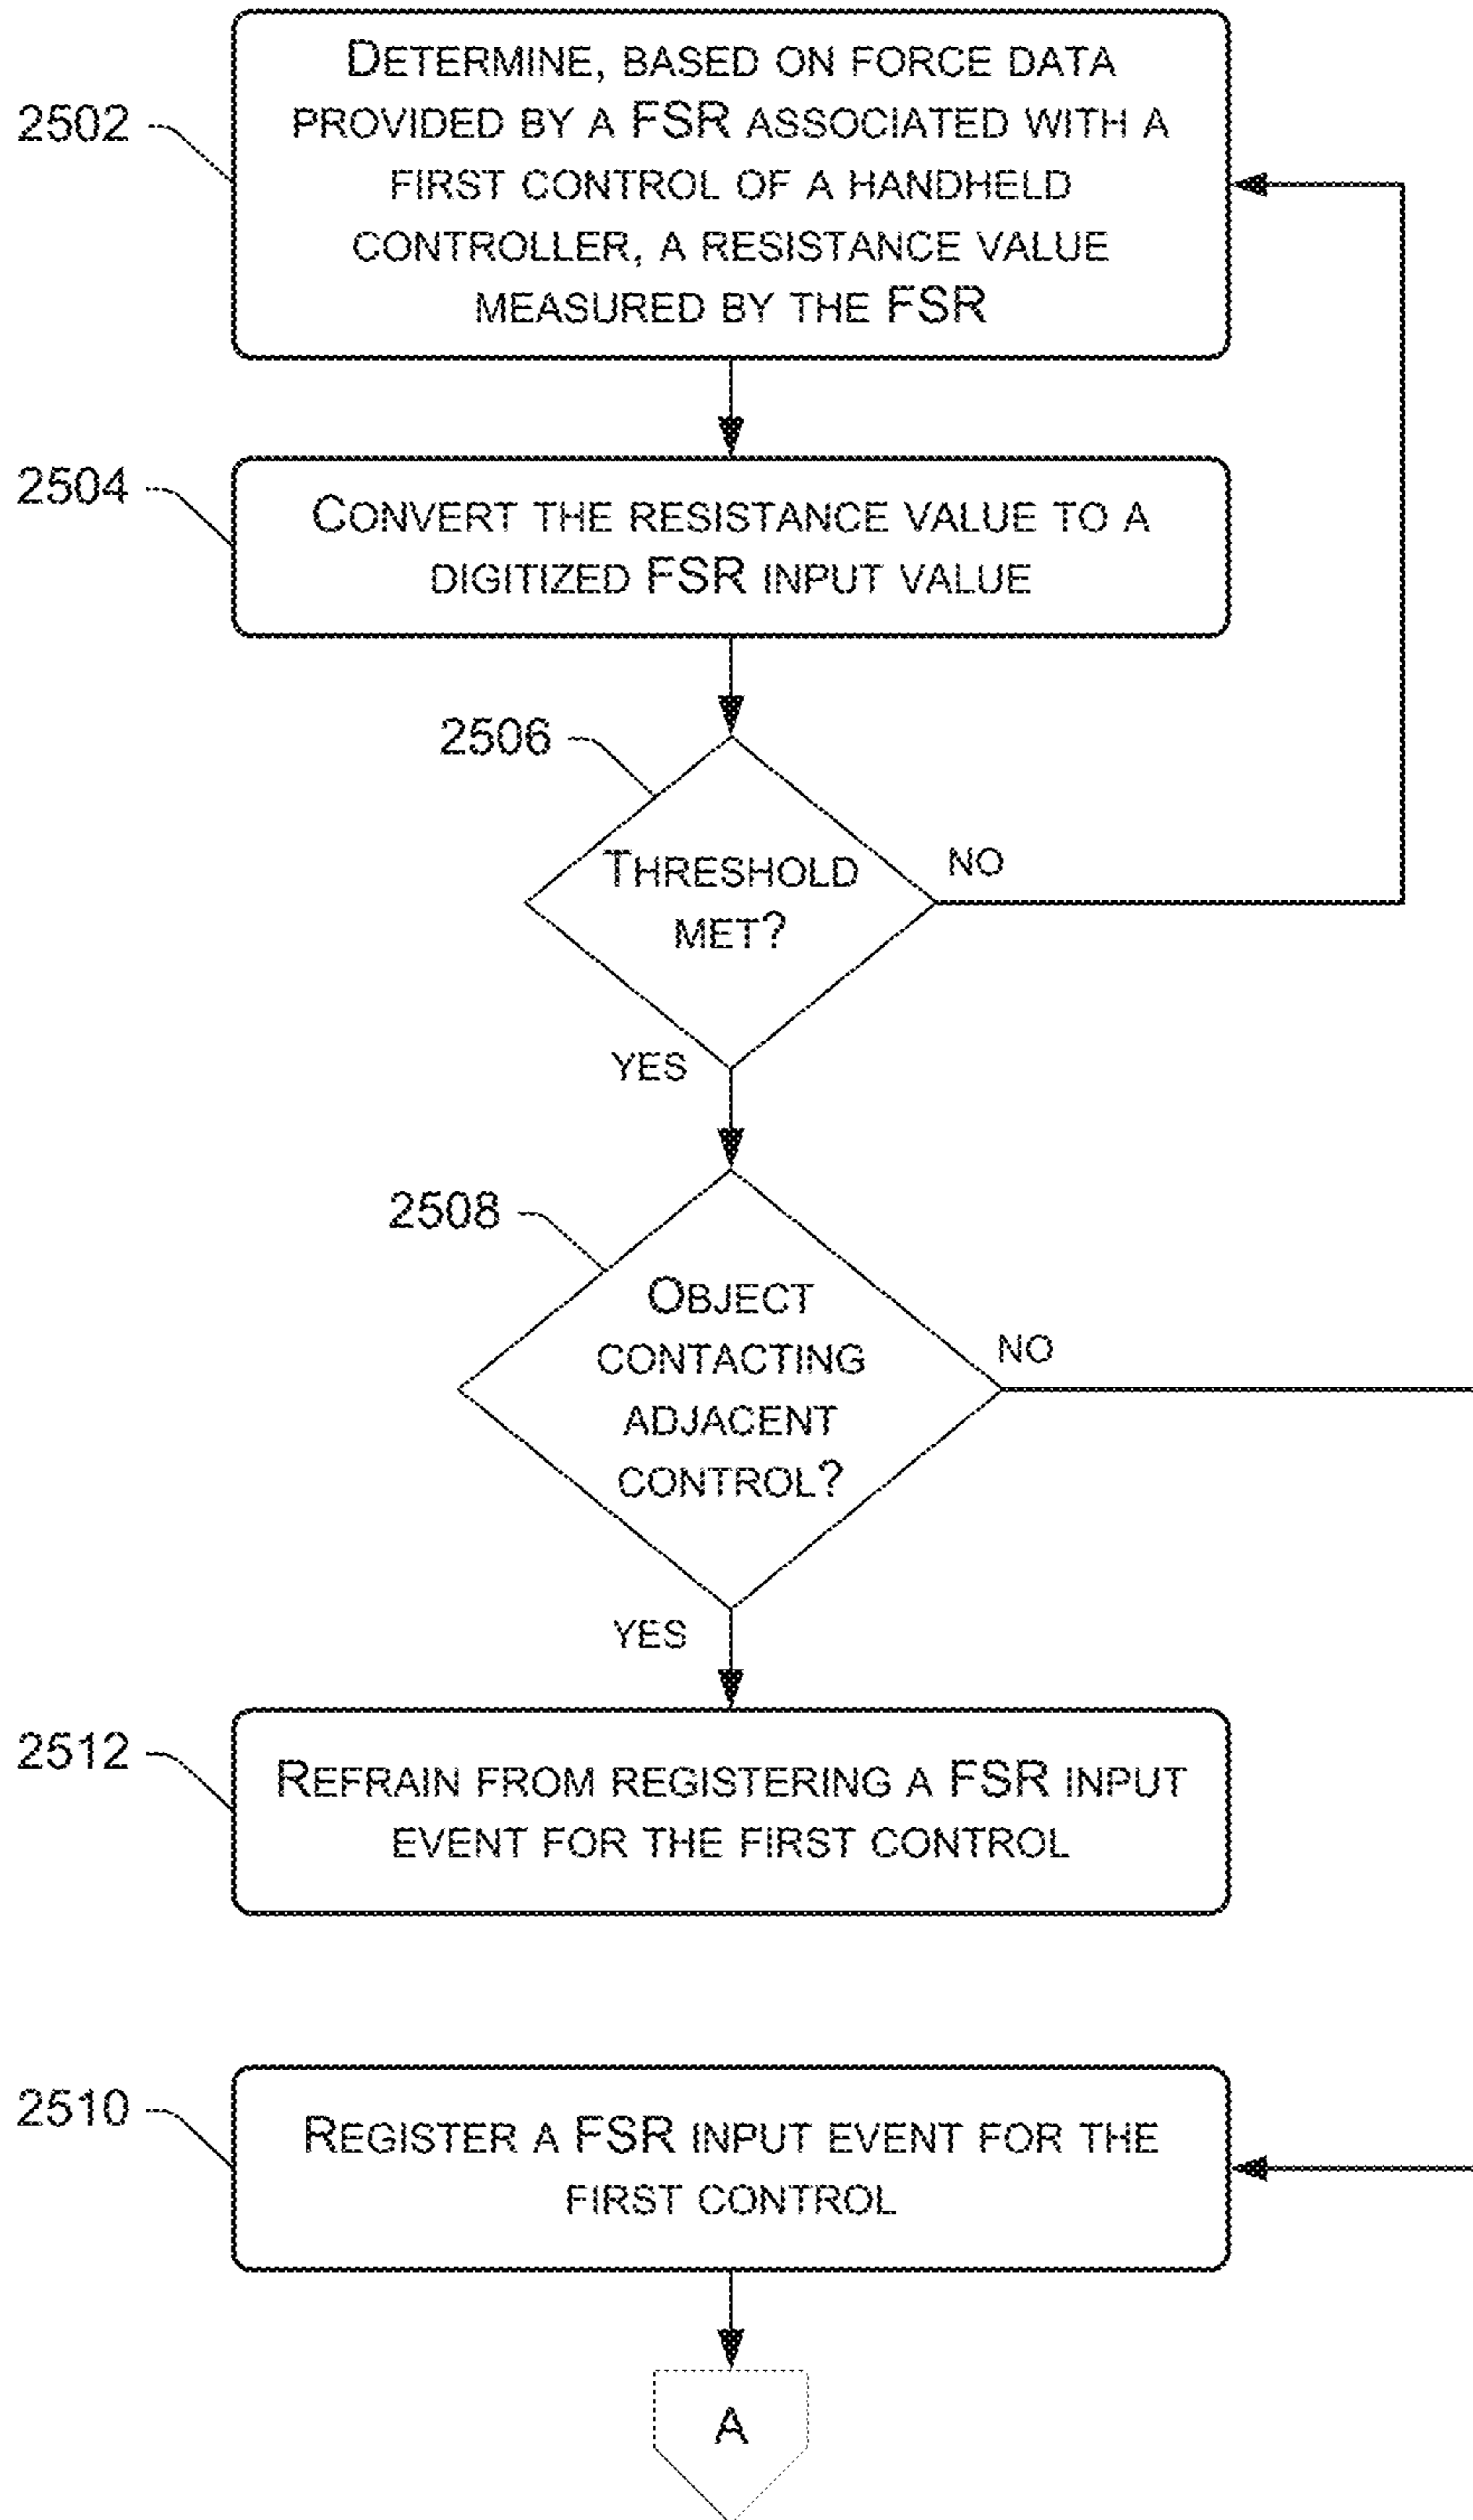 2502
DETERMINE, BASED ON FORCE DATA
PROVIDED BY A FSR ASSOCIATED WITH A
FIRST CONTROL OF A HANDHELD
CONTROLLER, A RESISTANCE VALUE
MEASURED BY THE FSR
2504
CONVERT THE RESISTANCE VALUE TO A
DIGITIZED FSR INPUT VALUE
2506
THRESHOLD
MET?
NO
YES
2508
OBJECT
CONTACTING
ADJACENT
CONTROL?
NO
YES
2512
REFRAIN FROM REGISTERING A FSR INPUT
EVENT FOR THE FIRST CONTROL
2510
REGISTER A FSR INPUT EVENT FOR THE
FIRST CONTROL
A